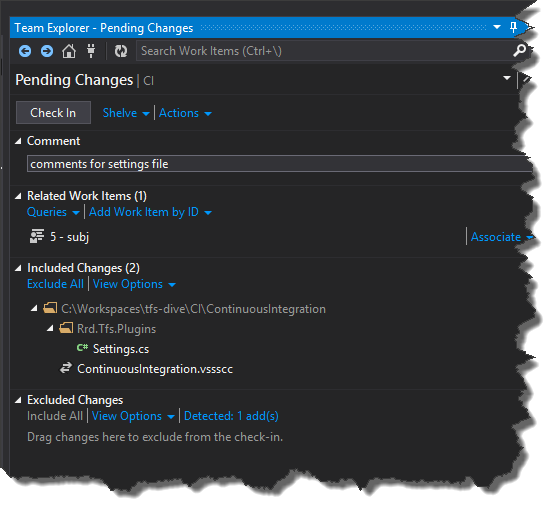 Team Explorer - Pending Changes
Search Work Items (Ctrl+\)
Pending Changes | CI
Check In Shelve Actions
Comment
comments for settings file
Related Work Items (1)
Queries Add Work Item by ID
5 - subj Associate
Included Changes (2)
Exclude All View Options
C:\Workspaces\tfs-dive\CI\ContinuousIntegration
Rrd.Tfs.Plugins
C# Settings.cs
ContinuousIntegration.vssscc
Excluded Changes
Include All View Options Detected: 1 add(s)
Drag changes here to exclude from the check-in.